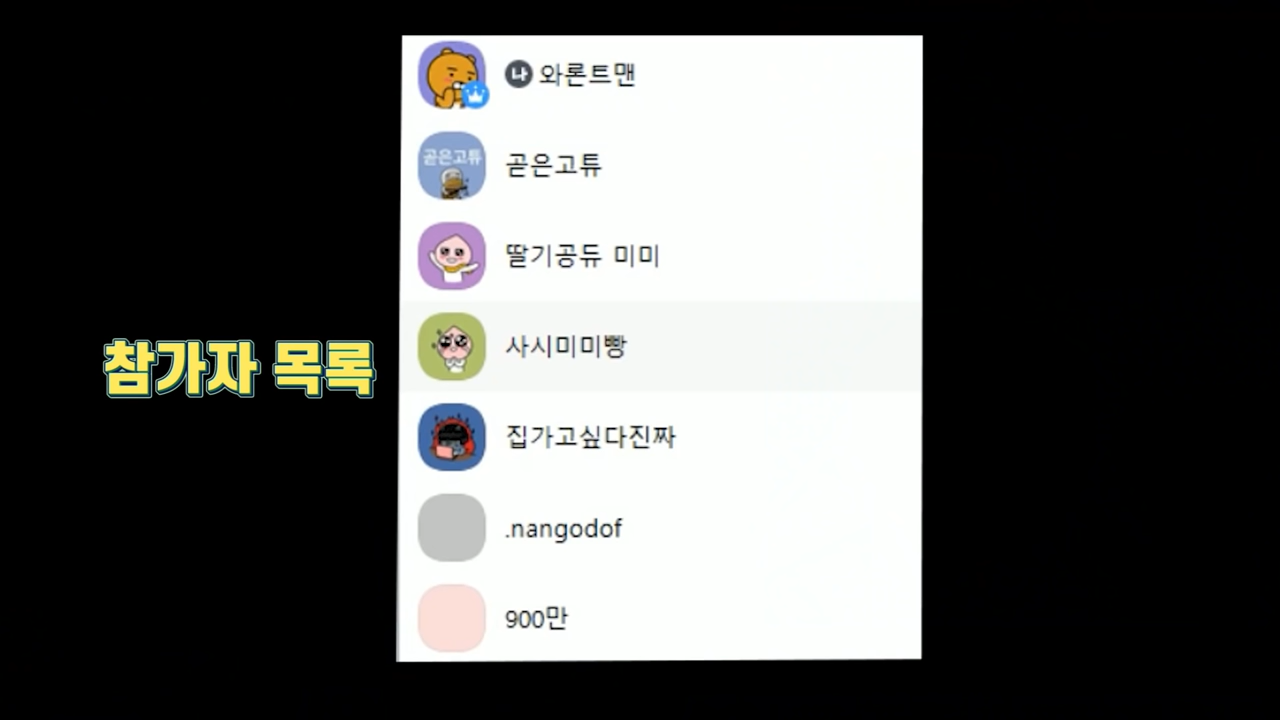 참가자 목록
나 와론트맨
곧은고튜
곧은고튜
딸기공듀 미미
사시미미빵
집가고싶다진짜
.nangodof
900만